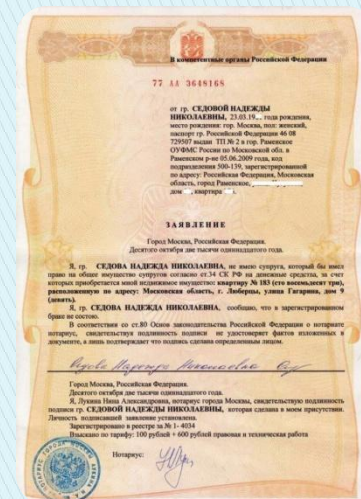 В компетентные органы Российской Федерации
77 АА 3648168
от гр. СЕДОВОЙ НАДЕЖДЫ
НИКОЛАЕВНЫ, 23.03.19 года рождения,
место рождения: гор. Москва, пол: женский,
паспорт гр. Российской Федерации 46 08
729507 выдан ТП № 2 в гор. Раменское
ОУФМС России по Московской обл. в
Раменском р-не 05.06.2009 года, код
подразделения 500-139, зарегистрированной
по адресу: Российская Федерация, Московская
область, город Раменское,
дом , квартира .
ЗАЯВЛЕНИЕ
Город Москва, Российская Федерация.
Десятого октября две тысячи одиннадцатого года.
Я, гр. СЕДОВА НАДЕЖДА НИКОЛАЕВНА, не имею супруга, который бы имел
право на общее имущество супругов согласно ст.34 СК РФ на денежные средства, за счет
которых приобретается мной недвижимое имущество: квартиру № 183 (сто восемьдесят три),
расположенную по адресу: Московская область, г. Люберцы, улица Гагарина, дом 9
(девять).
Я, гр. СЕДОВА НАДЕЖДА НИКОЛАЕВНА, сообщаю, что в зарегистрированном
браке не состою.
В соответствии со ст.80 Основ законодательства Российской Федерации о нотариате
нотариус, свидетельствуя подлинность подписи не удостоверяет фактов изложенных в
документе, а лишь подтверждает что подпись сделана определенным лицом.
Седова Надежда Николаевна
Город Москва, Российская Федерация.
Десятого октября две тысячи одиннадцатого года.
Я, Лукина Нина Александровна, нотариус города Москвы, свидетельствую подлинность
подписи гр. СЕДОВОЙ НАДЕЖДЫ НИКОЛАЕВНЫ, которая сделана в моем присутствии.
Личность подписавшей заявление установлена.
Зарегистрировано в реестре за № 1- 4034
Взыскано по тарифу: 100 рублей + 600 рублей правовая и техническая работа
Нотариус: